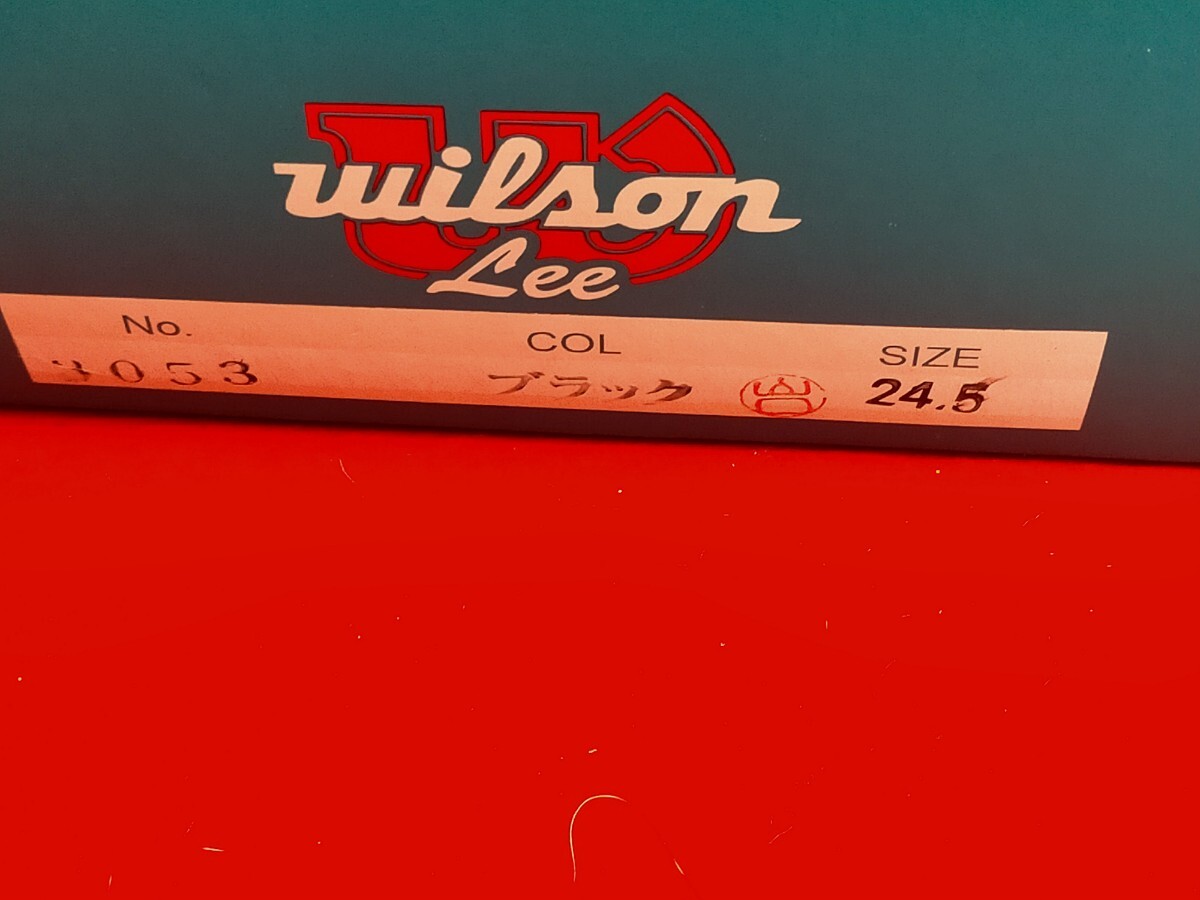 wilson
Lee
No. COL SIZE
3053 ブラック 24.5